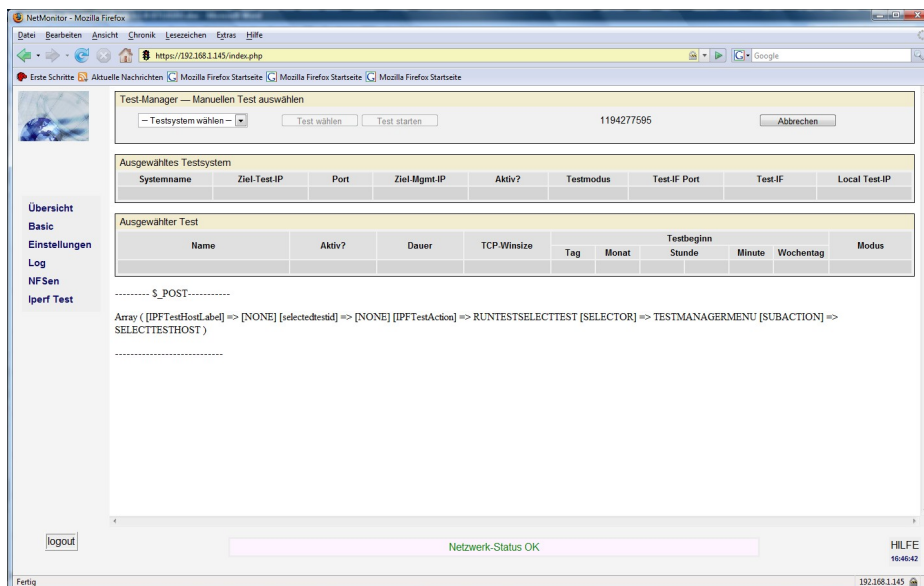 NetMonitor - Mozilla Firefox
Datei Bearbeiten Ansicht Chronik Lesezeichen Extras Hilfe
https://192.168.1.145/index.php
Google
Erste Schritte Aktuelle Nachrichten Mozilla Firefox Startseite Mozilla Firefox Startseite Mozilla Firefox Startseite
Test-Manager — Manuellen Test auswählen
-- Testsystem wählen -- Test wählen Test starten 1194277595 Abbrechen
Ausgewähltes Testsystem
Systemname Ziel-Test-IP Port Ziel-Mgmt-IP Aktiv? Testmodus Test-IF Port Test-IF Local Test-IP
Übersicht
Basic
Einstellungen
Log
NFSen
Iperf Test
Ausgewählter Test
Name Aktiv? Dauer TCP-Winsize Testbeginn Modus
Tag Monat Stunde Minute Wochentag
--------- $_POST-----------
Array ( [IPFTestHostLabel] => [NONE] [selectedtestid] => [NONE] [IPFTestAction] => RUNTESTSELECTTEST [SELECTOR] => TESTMANAGERMENU [SUBACTION] =>
SELECTTESTHOST )
----------------------------
logout
Netzwerk-Status OK
HILFE
16:46:42
Fertig
192.168.1.145